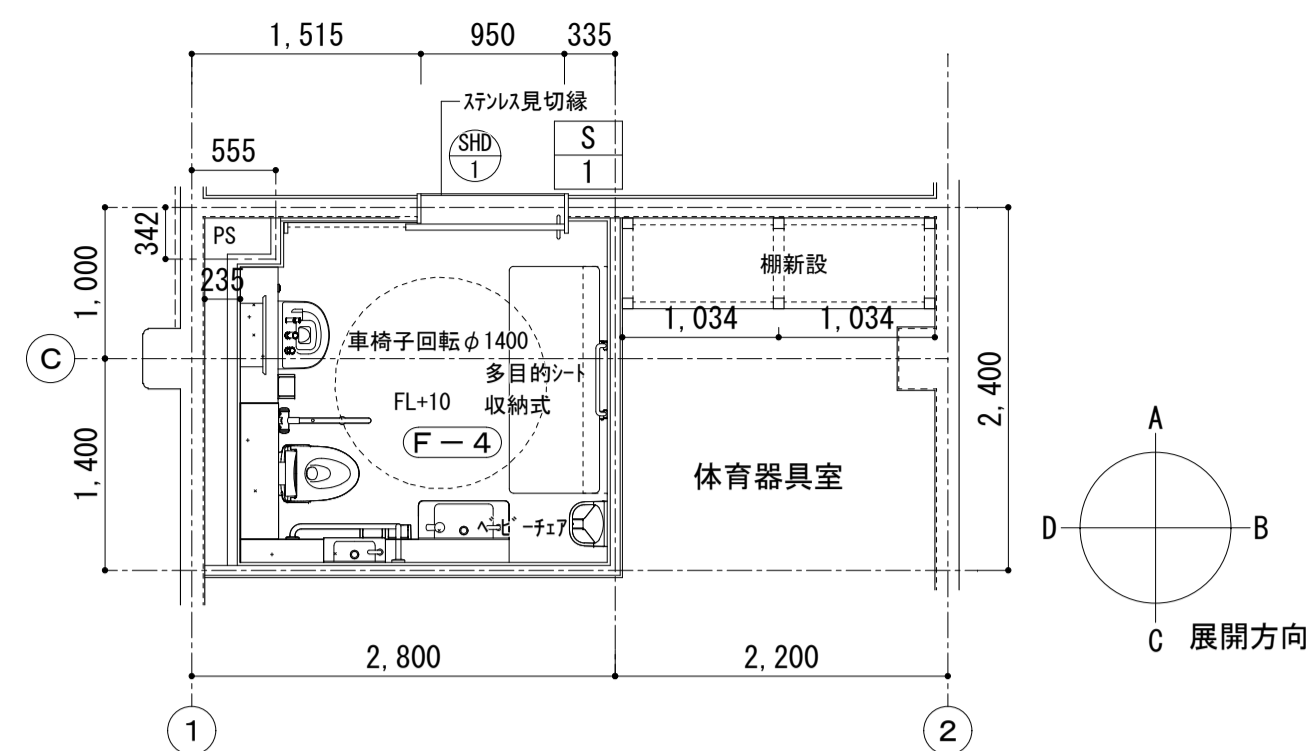 1,515
950
335
ステンレス見切縁
SHD
1
S
1
555
342
PS
235
1,000
棚新設
1,034
1,034
車椅子回転φ1400
C
多目的シート
収納式
FL+10
F-4
2,400
1,400
体育器具室
ベビーチェア
A
D
B
C
展開方向
2,800
2,200
1
2